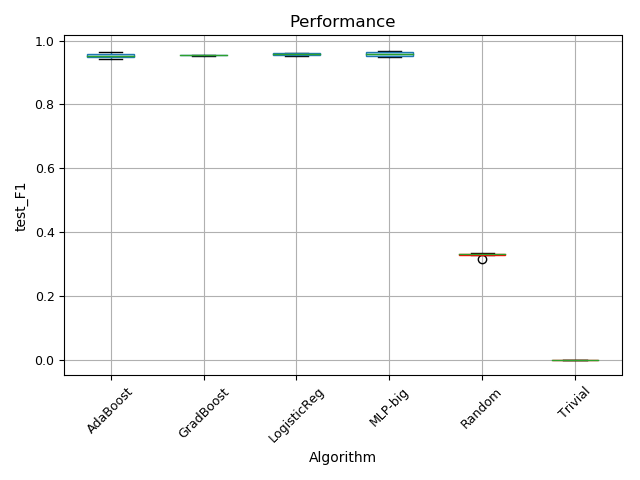 Performance
test_F1
1.0
0.8
0.6
0.4
0.2
0.0
AdaBoost
GradBoost
LogisticReg
MLP-big
Random
Trivial
Algorithm